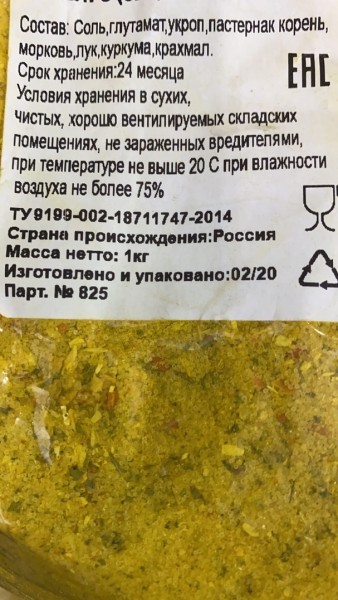 Состав: Соль,глутамат,укроп,пастернак корень,
морковь,лук,куркума,крахмал.
Срок хранения:24 месяца
EAC
Условия хранения в сухих,
чистых, хорошо вентилируемых складских
помещениях, не зараженных вредителями,
при температуре не выше 20 С при влажности
воздуха не более 75%
ТУ9199-002-18711747-2014
Страна происхождения:Россия
Масса нетто: 1кг
Изготовлено и упаковано:02/20
Парт. № 825